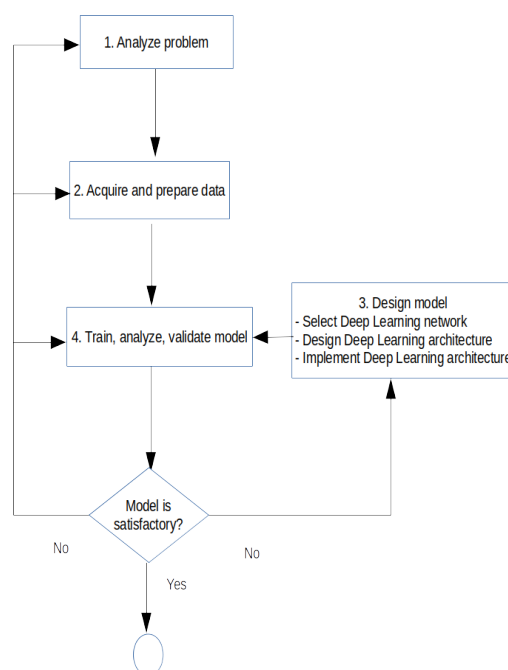 1. Analyze problem
2. Acquire and prepare data
3. Design model
- Select Deep Learning network
- Design Deep Learning architecture
- Implement Deep Learning architecture
4. Train, analyze, validate model
Model is
satisfactory?
No
No
Yes